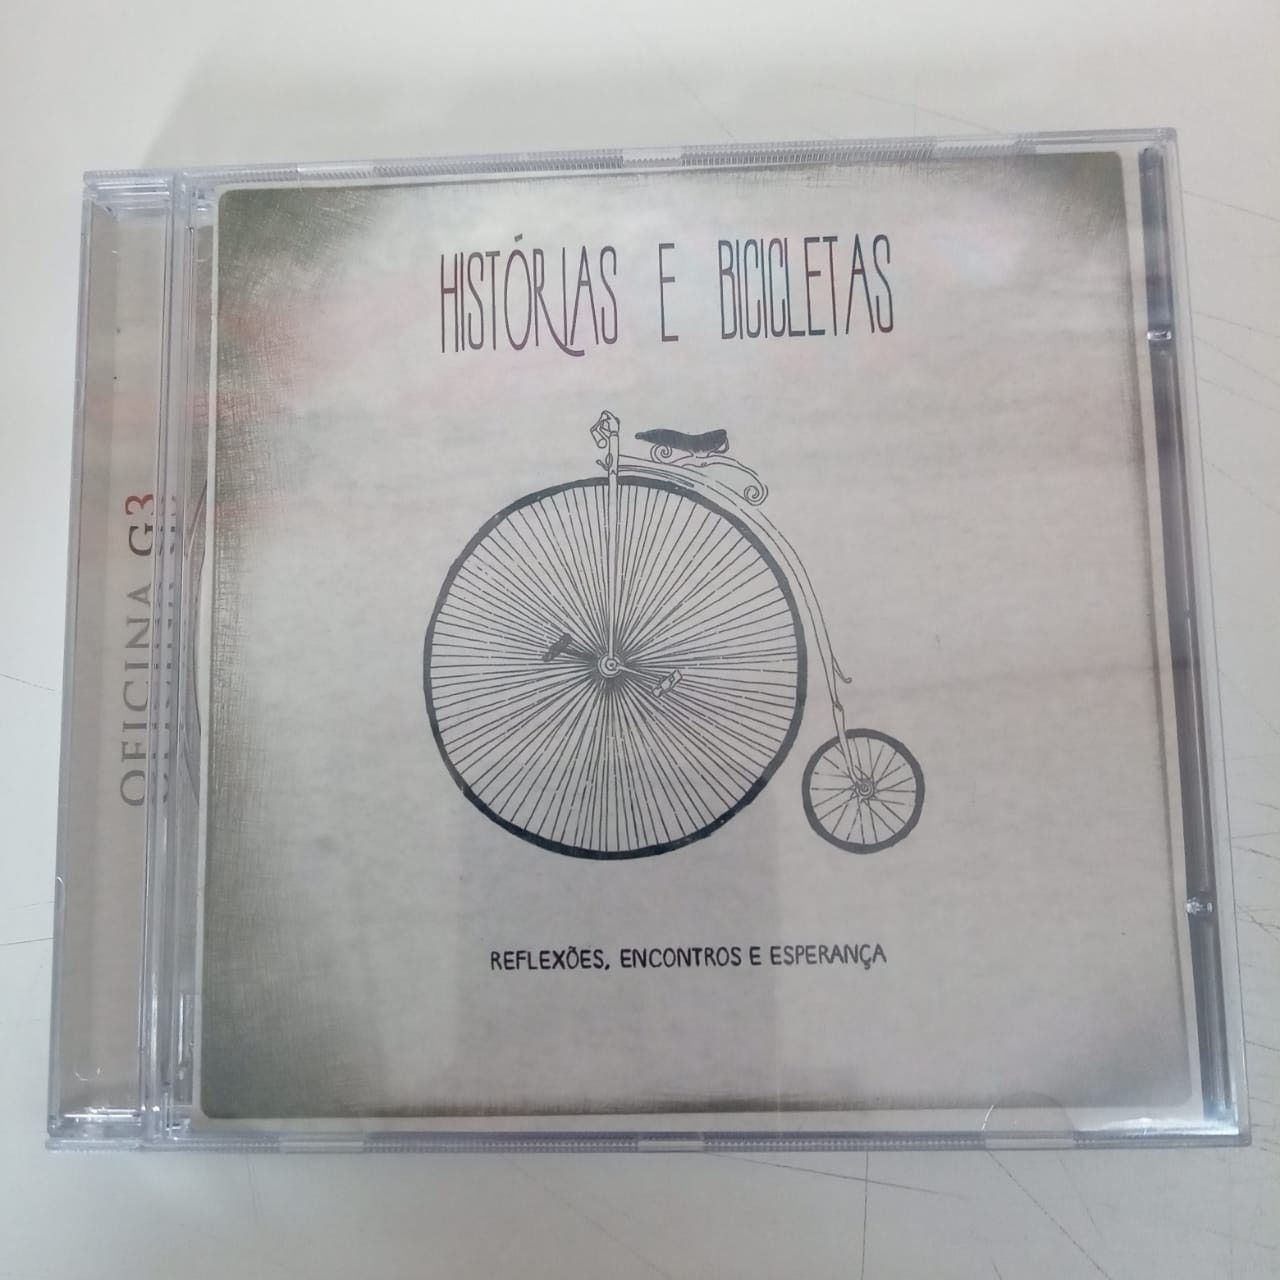 HISTÓRIAS E BICICLETAS
REFLEXÕES, ENCONTROS E ESPERANÇA
OFICINA G3